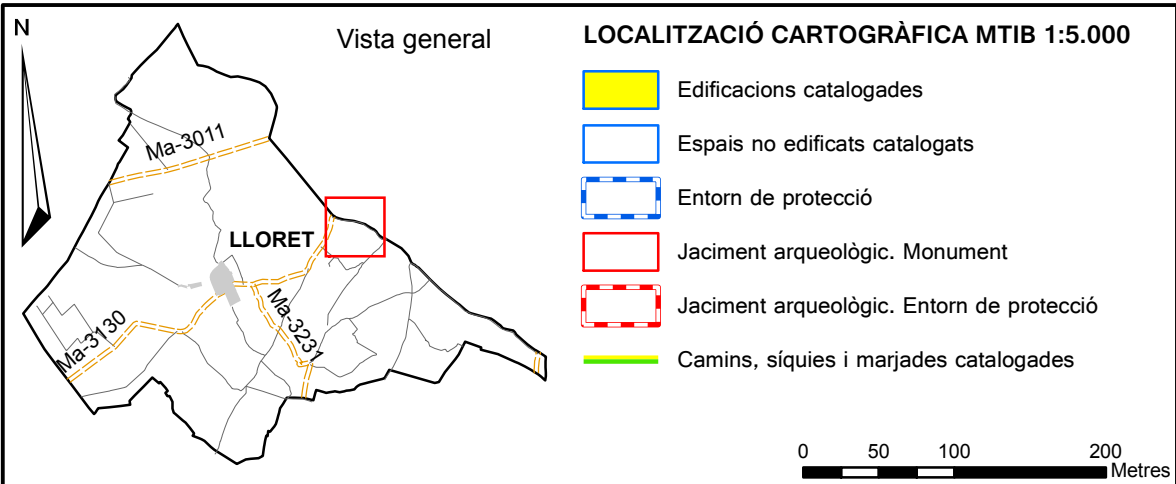 N
Vista general
Ma-3011
LLORET
Ma-3130
Ma-3231
LOCALITZACIÓ CARTOGRÀFICA MTIB 1:5.000
Edificacions catalogades
Espais no edificats catalogats
Entorn de protecció
Jaciment arqueològic. Monument
Jaciment arqueològic. Entorn de protecció
Camins, síquies i marjades catalogades
0 50 100 200
Metres